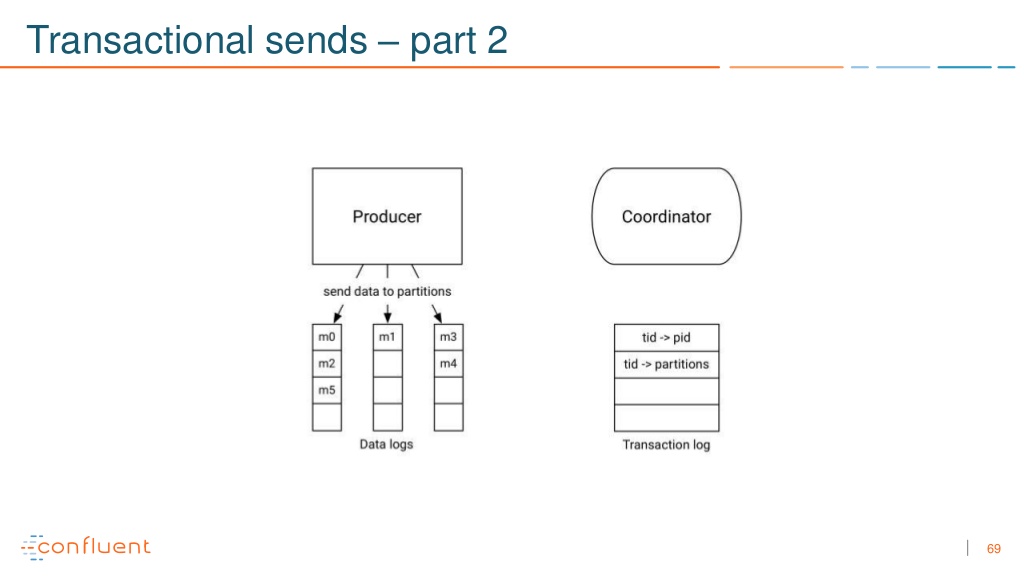 Transactional sends – part 2
Producer
Coordinator
send data to partitions
m0
m2
m5
m1
m3
m4
Data logs
tid -> pid
tid -> partitions
Transaction log
confluent
69